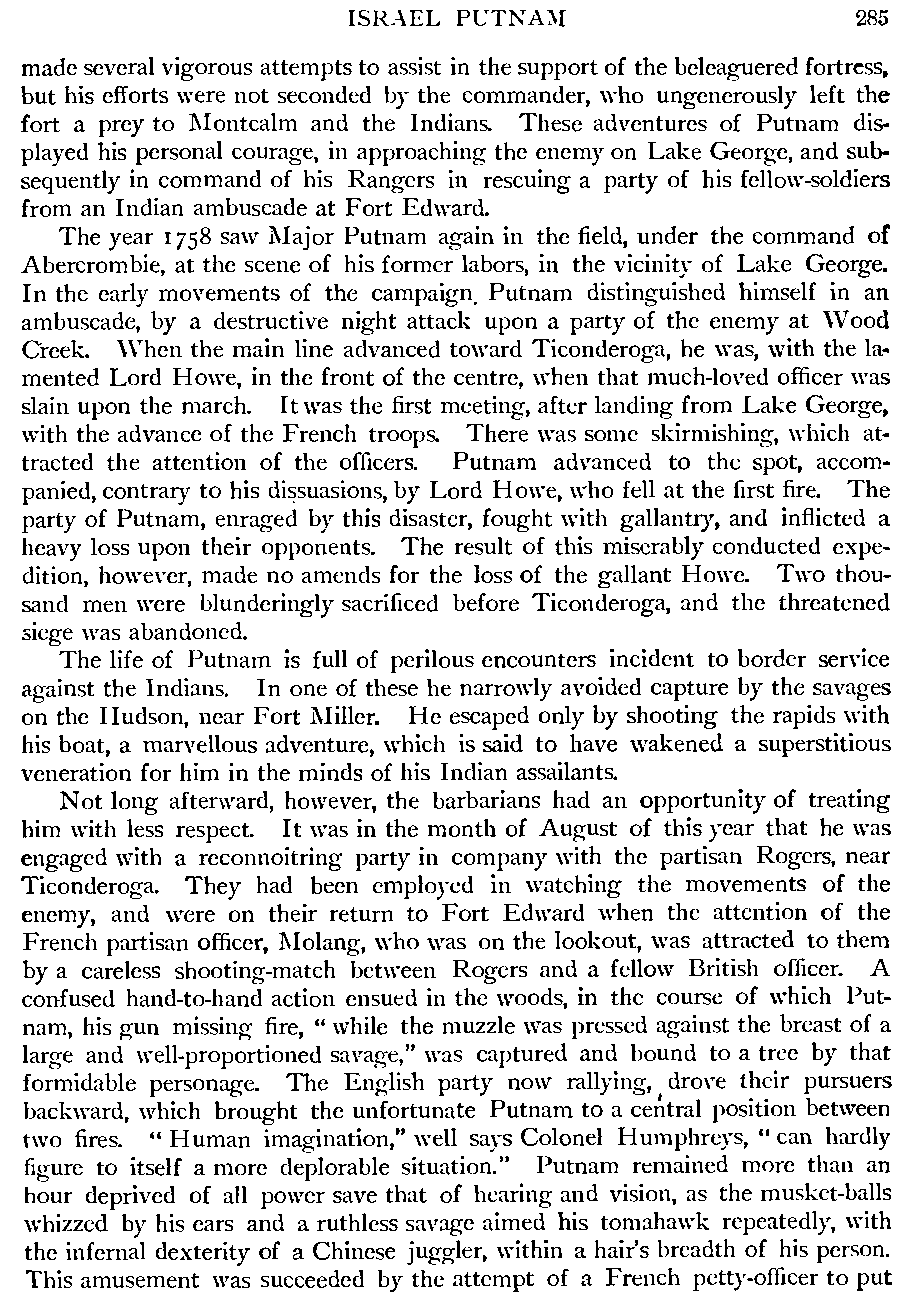 ISRAEL PUTNAM 285
made several vigorous attempts to assist in the support of the beleaguered fortress,
but his efforts were not seconded by the commander, who ungenerously left the
fort a prey to Montcalm and the Indians. These adventures of Putnam dis-
played his personal courage, in approaching the enemy on Lake George, and sub-
sequently in command of his Rangers in rescuing a party of his fellow-soldiers
from an Indian ambuscade at Fort Edward.
The year 1758 saw Major Putnam again in the field, under the command of
Abercrombie, at the scene of his former labors, in the vicinity of Lake George.
In the early movements of the campaign, Putnam distinguished himself in an
ambuscade, by a destructive night attack upon a party of the enemy at Wood
Creek. When the main line advanced toward Ticonderoga, he was, with the la-
mented Lord Howe, in the front of the centre, when that much-loved officer was
slain upon the march. It was the first meeting, after landing from Lake George,
with the advance of the French troops. There was some skirmishing, which at-
tracted the attention of the officers. Putnam advanced to the spot, accom-
panied, contrary to his dissuasions, by Lord Howe, who fell at the first fire. The
party of Putnam, enraged by this disaster, fought with gallantry, and inflicted a
heavy loss upon their opponents. The result of this miserably conducted expe-
dition, however, made no amends for the loss of the gallant Howe. Two thou-
sand men were blunderingly sacrificed before Ticonderoga, and the threatened
siege was abandoned.
The life of Putnam is full of perilous encounters incident to border service
against the Indians. In one of these he narrowly avoided capture by the savages
on the Hudson, near Fort Miller. He escaped only by shooting the rapids with
his boat, a marvellous adventure, which is said to have wakened a superstitious
veneration for him in the minds of his Indian assailants.
Not long afterward, however, the barbarians had an opportunity of treating
him with less respect. It was in the month of August of this year that he was
engaged with a reconnoitring party in company with the partisan Rogers, near
Ticonderoga. They had been employed in watching the movements of the
enemy, and were on their return to Fort Edward when the attention of the
French partisan officer, Molang, who was on the lookout, was attracted to them
by a careless shooting-match between Rogers and a fellow British officer. A
confused hand-to-hand action ensued in the woods, in the course of which Put-
nam, his gun missing fire, "while the muzzle was pressed against the breast of a
large and well-proportioned savage," was captured and bound to a tree by that
formidable personage. The English party now rallying, drove their pursuers
backward, which brought the unfortunate Putnam to a central position between
two fires. "Human imagination," well says Colonel Humphreys, "can hardly
figure to itself a more deplorable situation." Putnam remained more than an
hour deprived of all power save that of hearing and vision, as the musket-balls
whizzed by his ears and a ruthless savage aimed his tomahawk repeatedly, with
the infernal dexterity of a Chinese juggler, within a hair's breadth of his person.
This amusement was succeeded by the attempt of a French petty-officer to put